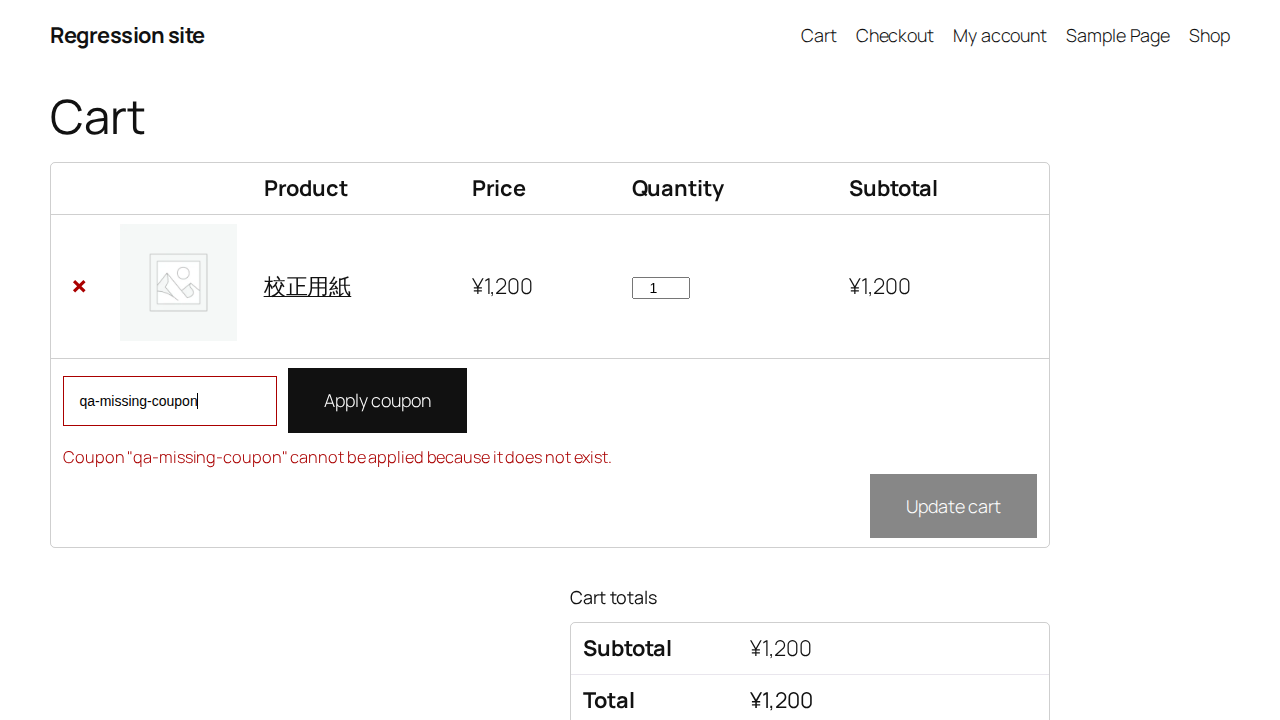 Regression site
Cart Checkout My account Sample Page Shop
Cart
Product Price Quantity Subtotal
× 校正用紙 ¥1,200 1 ¥1,200
qa-missing-coupon Apply coupon
Coupon "qa-missing-coupon" cannot be applied because it does not exist.
Update cart
Cart totals
Subtotal ¥1,200
Total ¥1,200